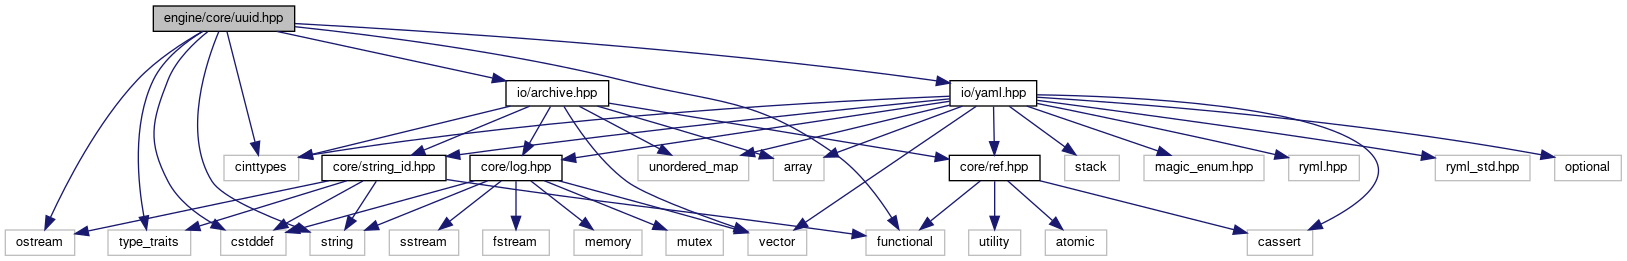 engine/core/uuid.hpp
io/archive.hpp
io/yaml.hpp
cinttypes
core/string_id.hpp
core/log.hpp
unordered_map
array
core/ref.hpp
stack
magic_enum.hpp
ryml.hpp
ryml_std.hpp
optional
ostream
type_traits
cstddef
string
sstream
fstream
memory
mutex
vector
functional
utility
atomic
cassert